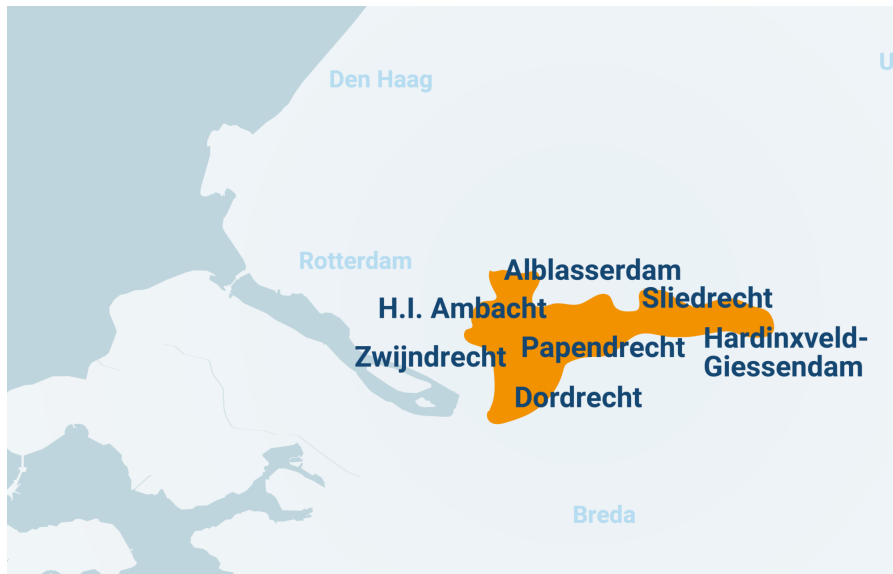 Den Haag
U
Rotterdam
Alblasserdam
Sliedrecht
H.I. Ambacht
Hardinxveld-
Giessendam
Papendrecht
Zwijndrecht
Dordrecht
Breda